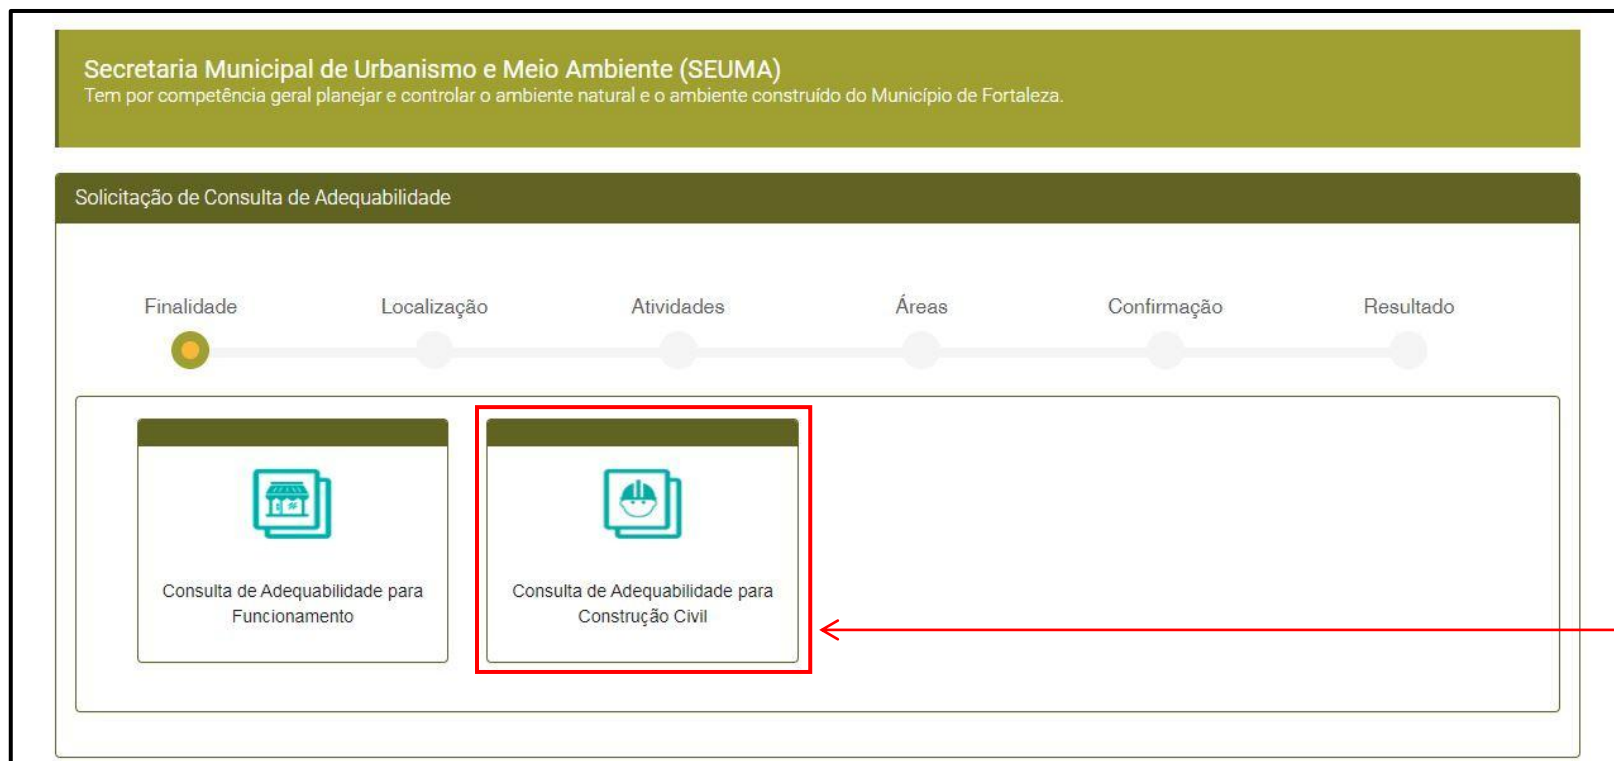 Secretaria Municipal de Urbanismo e Meio Ambiente (SEUMA)
Tem por competência geral planejar e controlar o ambiente natural e o ambiente construído do Município de Fortaleza.
Solicitação de Consulta de Adequabilidade
Finalidade Localização Atividades Áreas Confirmação Resultado
Consulta de Adequabilidade para
Funcionamento
Consulta de Adequabilidade para
Construção Civil